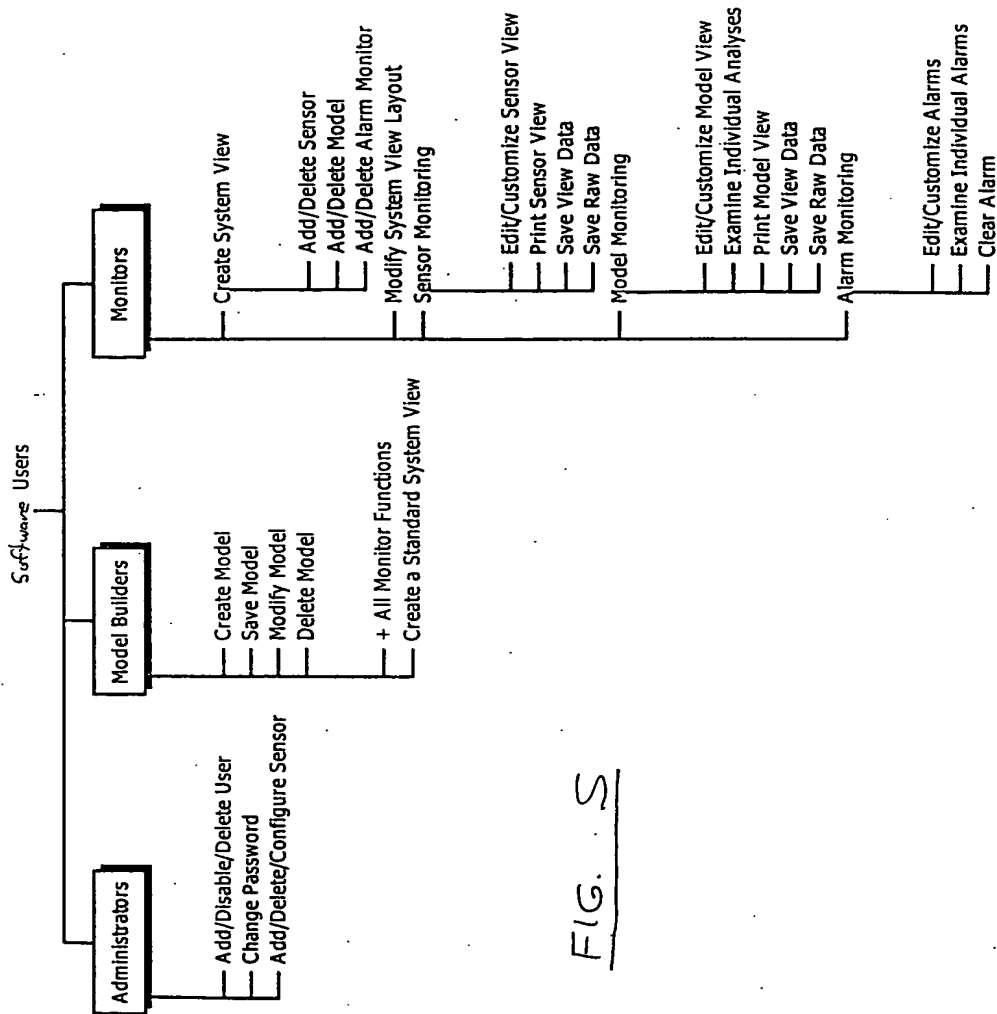 Software Users
Administrators
Add/Disable/Delete User
Change Password
Add/Delete/Configure Sensor
Model Builders
Create Model
Save Model
Modify Model
Delete Model
+ All Monitor Functions
Create a Standard System View
Monitors
Create System View
Add/Delete Sensor
Add/Delete Model
Add/Delete Alarm Monitor
Modify System View Layout
Sensor Monitoring
Edit/Customize Sensor View
Print Sensor View
Save View Data
Save Raw Data
Model Monitoring
Edit/Customize Model View
Examine Individual Analyses
Print Model View
Save View Data
Save Raw Data
Alarm Monitoring
Edit/Customize Alarms
Examine Individual Alarms
Clear Alarm
FIG. 5